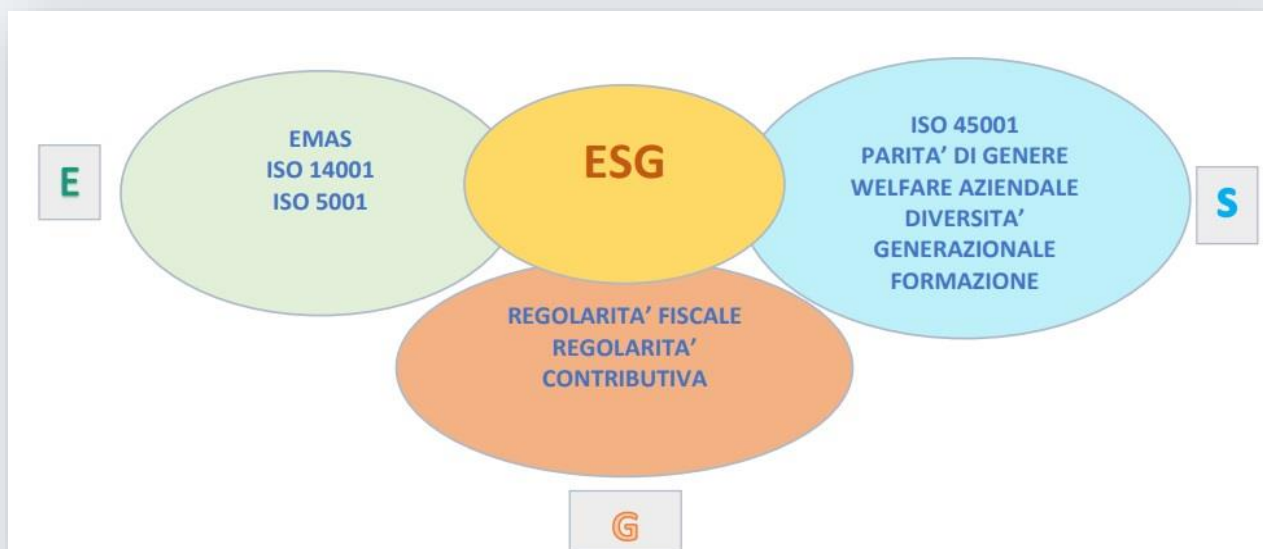 E
EMAS
ISO 14001
ISO 5001
ESG
ISO 45001
PARITA’ DI GENERE
WELFARE AZIENDALE
DIVERSITA’
GENERAZIONALE
FORMAZIONE
S
REGOLARITA’ FISCALE
REGOLARITA’
CONTRIBUTIVA
G